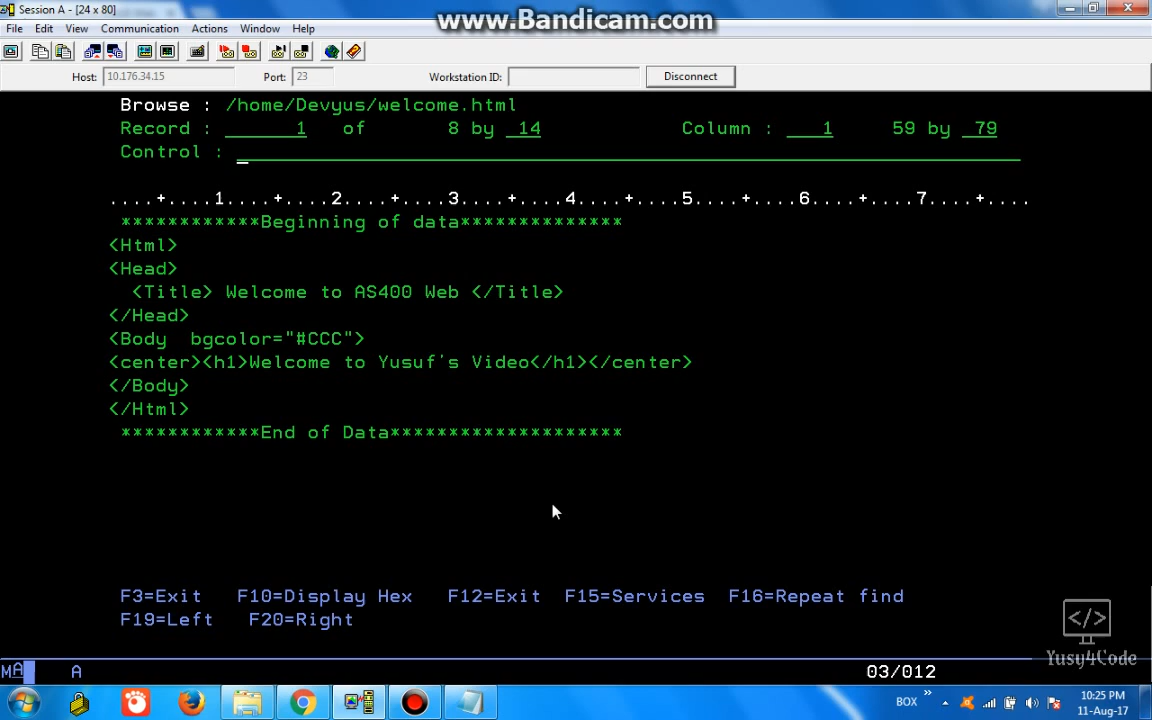 Session A - [24 x 80]
www.Bandicam.com
File Edit View Communication Actions Window Help
Host: 10.176.34.15 Port: 23 Workstation ID: Disconnect
Browse : /home/Devyus/welcome.html
Record : 1 of 8 by 14 Column : 1 59 by 79
Control :
....+....1....+....2....+....3....+....4....+....5....+....6....+....7....+....
************Beginning of data**************
<Html>
<Head>
<Title> Welcome to AS400 Web </Title>
</Head>
<Body bgcolor="#CCC">
<center><h1>Welcome to Yusuf's Video</h1></center>
</Body>
</Html>
************End of Data********************
F3=Exit F10=Display Hex F12=Exit F15=Services F16=Repeat find
F19=Left F20=Right
</>
Yusy4Code
MA A 03/012
BOX » 10:25 PM
11-Aug-17